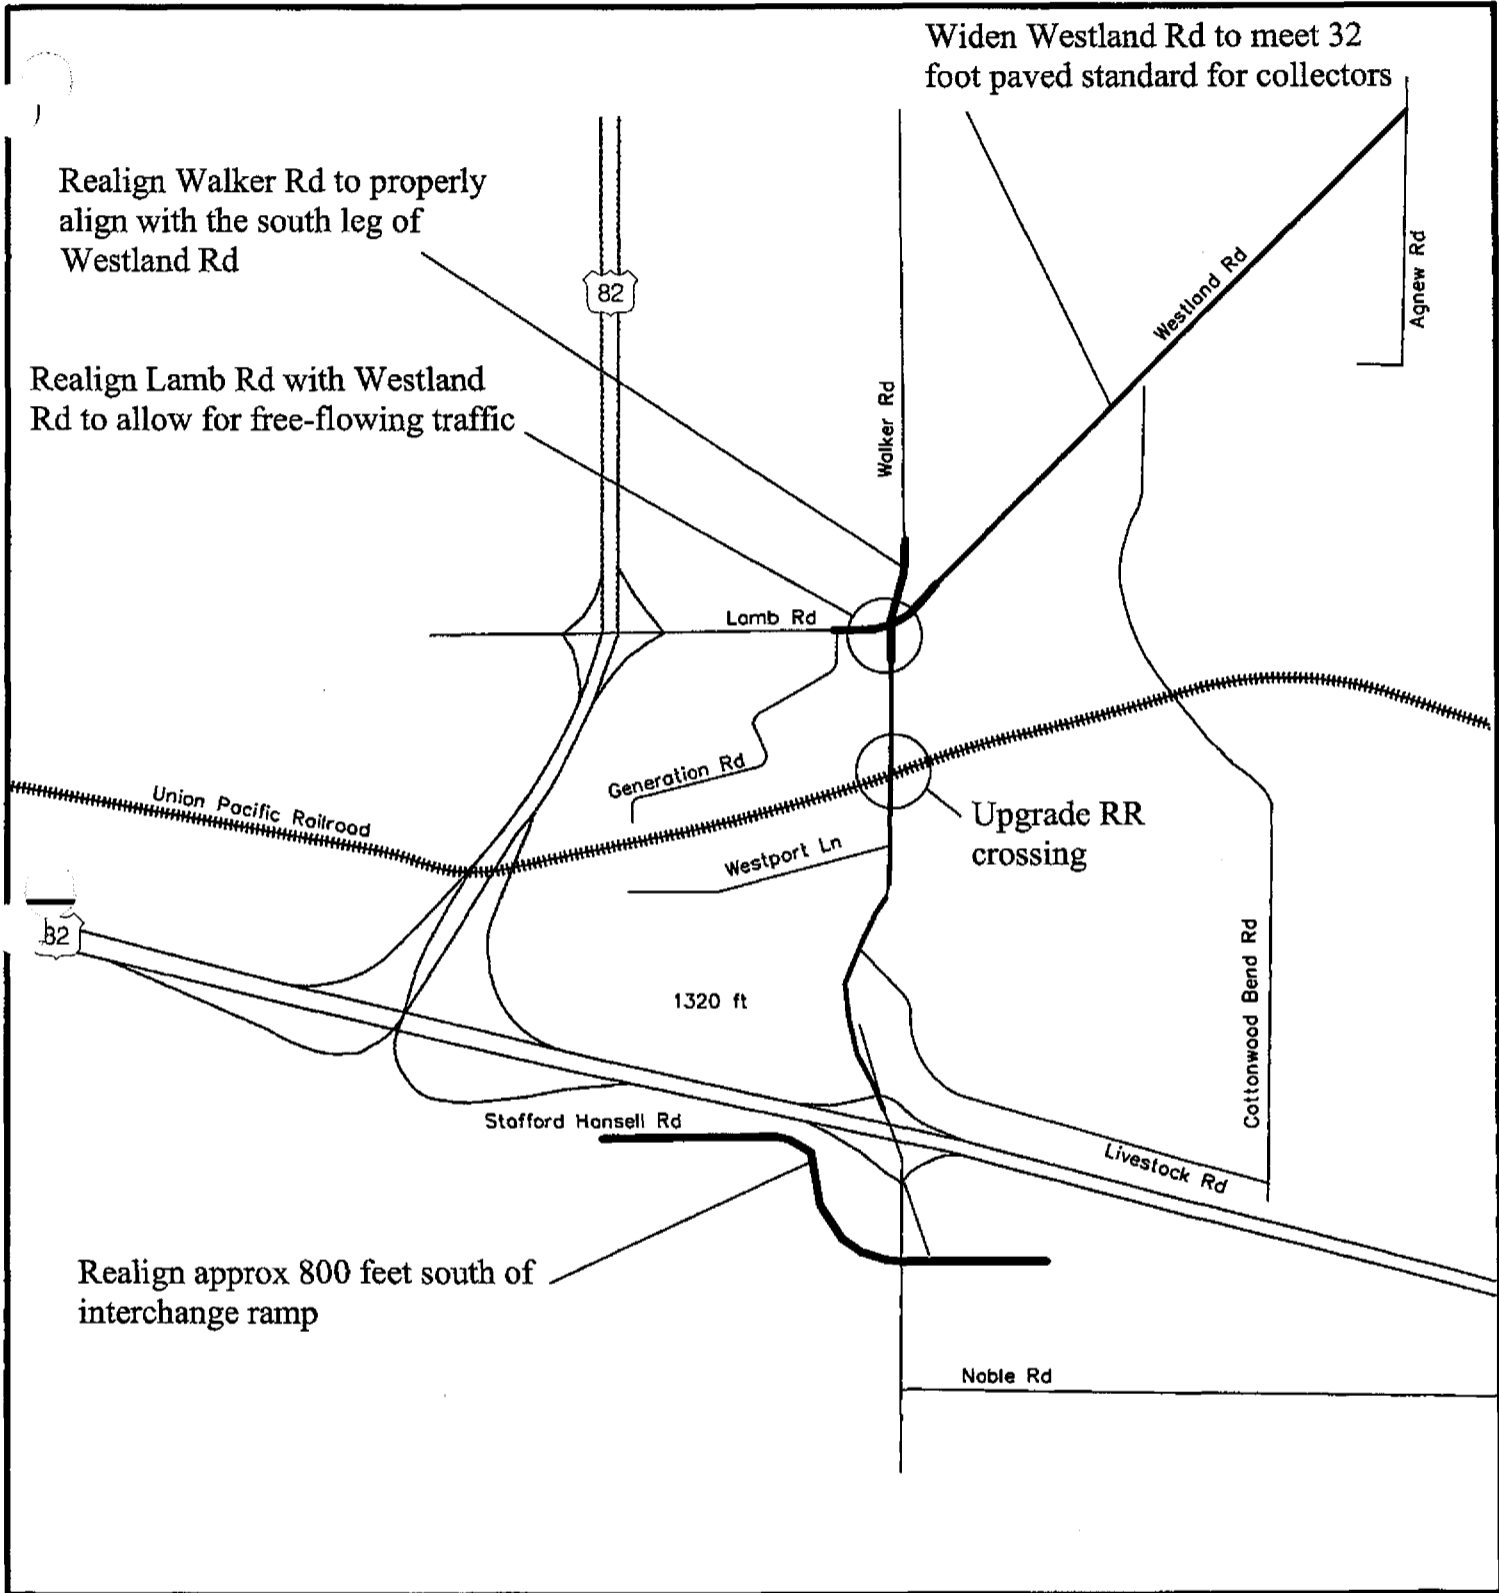 Widen Westland Rd to meet 32
foot paved standard for collectors
Realign Walker Rd to properly
align with the south leg of
Westland Rd
82
Westland Rd
Agnew Rd
Realign Lamb Rd with Westland
Rd to allow for free-flowing traffic
Walker Rd
Lamb Rd
Generation Rd
Union Pacific Railroad
Upgrade RR
crossing
Westport Ln
82
1320 ft
Cottonwood Bend Rd
Stafford Hansell Rd
Livestock Rd
Realign approx 800 feet south of
interchange ramp
Noble Rd